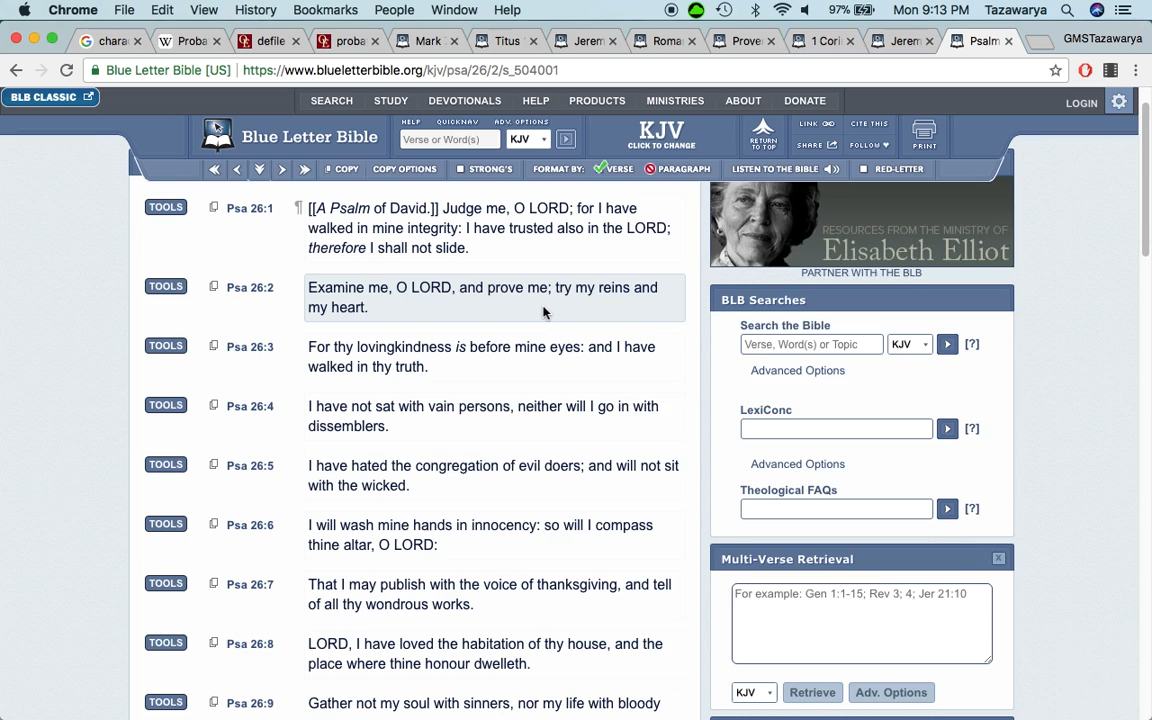 Chrome File Edit View History Bookmarks People Window Help 97% Mon 9:13 PM Tazawarya
chara Proba defile proba Mark Titus Jerem Roma Prove 1 Cori Jerem Psalm GMSTazawarya
Blue Letter Bible [US] https://www.blueletterbible.org/kjv/psa/26/2/s_504001
BLB CLASSIC SEARCH STUDY DEVOTIONALS HELP PRODUCTS MINISTRIES ABOUT DONATE LOGIN
HELP QUICKNAV ADV. OPTIONS
Blue Letter Bible Verse or Word(s) KJV
KJV
CLICK TO CHANGE
RETURN
TO TOP
LINK CITE THIS
SHARE FOLLOW
PRINT
COPY COPY OPTIONS STRONG'S FORMAT BY: VERSE PARAGRAPH LISTEN TO THE BIBLE RED-LETTER
TOOLS Psa 26:1 ¶ [[A Psalm of David.]] Judge me, O LORD; for I have
walked in mine integrity: I have trusted also in the LORD;
therefore I shall not slide.
TOOLS Psa 26:2 Examine me, O LORD, and prove me; try my reins and
my heart.
TOOLS Psa 26:3 For thy lovingkindness is before mine eyes: and I have
walked in thy truth.
TOOLS Psa 26:4 I have not sat with vain persons, neither will I go in with
dissemblers.
TOOLS Psa 26:5 I have hated the congregation of evil doers; and will not sit
with the wicked.
TOOLS Psa 26:6 I will wash mine hands in innocency: so will I compass
thine altar, O LORD:
TOOLS Psa 26:7 That I may publish with the voice of thanksgiving, and tell
of all thy wondrous works.
TOOLS Psa 26:8 LORD, I have loved the habitation of thy house, and the
place where thine honour dwelleth.
TOOLS Psa 26:9 Gather not my soul with sinners, nor my life with bloody
RESOURCES FROM THE MINISTRY OF
Elisabeth Elliot
PARTNER WITH THE BLB
BLB Searches
Search the Bible
Verse, Word(s) or Topic KJV [?]
Advanced Options
LexiConc
[?]
Advanced Options
Theological FAQs
[?]
Multi-Verse Retrieval
For example: Gen 1:1-15; Rev 3; 4; Jer 21:10
KJV Retrieve Adv. Options